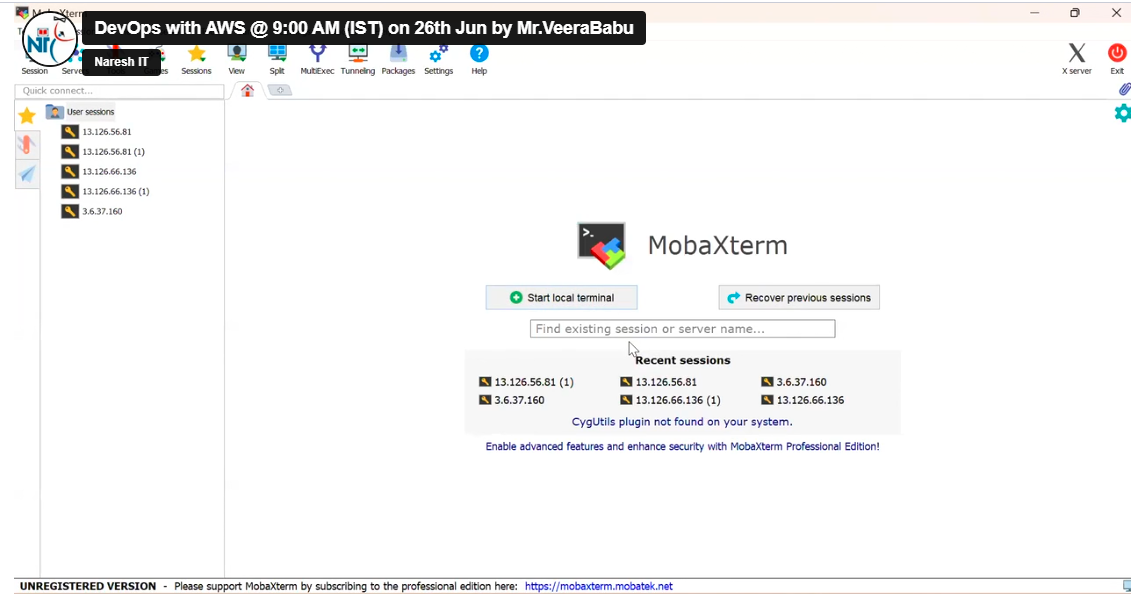 DevOps with AWS @ 9:00 AM (IST) on 26th Jun by Mr.VeeraBabu
Naresh IT
Session
Sessions
View
Split
MultiExec
Tunneling
Packages
Settings
Help
X server
Exit
Quick connect...
User sessions
13.126.56.81
13.126.56.81 (1)
13.126.66.136
13.126.66.136 (1)
3.6.37.160
MobaXterm
Start local terminal
Recover previous sessions
Find existing session or server name...
Recent sessions
13.126.56.81 (1) 13.126.56.81 3.6.37.160
3.6.37.160 13.126.66.136 (1) 13.126.66.136
CygUtils plugin not found on your system.
Enable advanced features and enhance security with MobaXterm Professional Edition!
UNREGISTERED VERSION - Please support MobaXterm by subscribing to the professional edition here: https://mobaxterm.mobatek.net